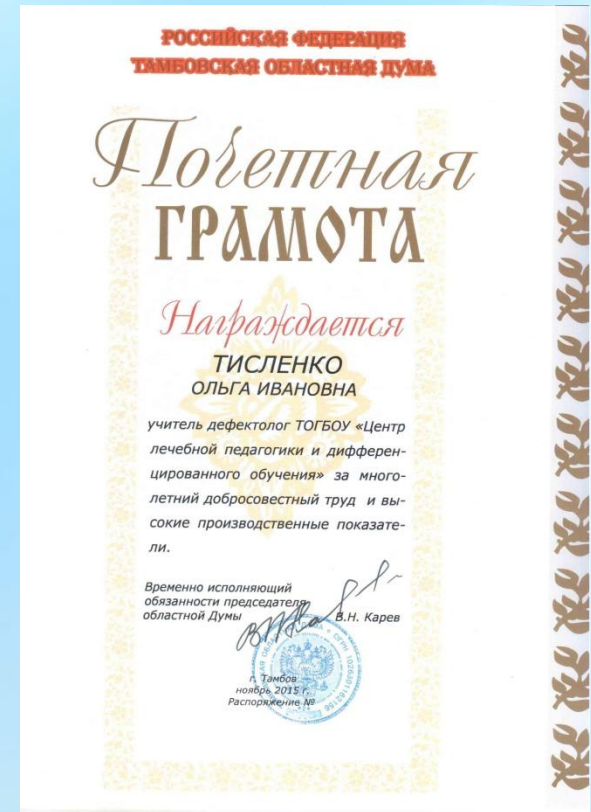 РОССИЙСКАЯ ФЕДЕРАЦИЯ
ТАМБОВСКАЯ ОБЛАСТНАЯ ДУМА
Почетная
ГРАМОТА
Награждается
ТИСЛЕНКО
ОЛЬГА ИВАНОВНА
учитель дефектолог ТОГБОУ «Центр
лечебной педагогики и дифферен-
цированного обучения» за много-
летний добросовестный труд и вы-
сокие производственные показате-
ли.
Временно исполняющий
обязанности председателя
областной Думы В.Н. Карев
г. Тамбов
ноябрь 2015 г.
Распоряжение №